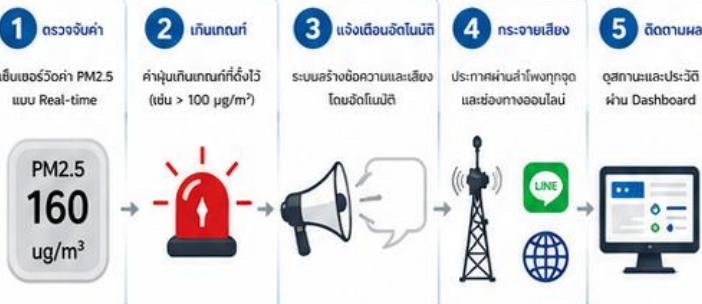 1 ตรวจจับค่า
เซ็นเซอร์วัดค่า PM2.5
แบบ Real-time
PM2.5
160
ug/m³
2 เกินเกณฑ์
ค่าฝุ่นเกินเกณฑ์ที่ตั้งไว้
(เช่น > 100 µg/m³)
3 แจ้งเตือนอัตโนมัติ
ระบบสร้างข้อความและเสียง
โดยอัตโนมัติ
4 กระจายเสียง
ประกาศผ่านลำโพงทุกจุด
และช่องทางออนไลน์
LINE
5 ติดตามผล
ดูสถานะและประวัติ
ผ่าน Dashboard